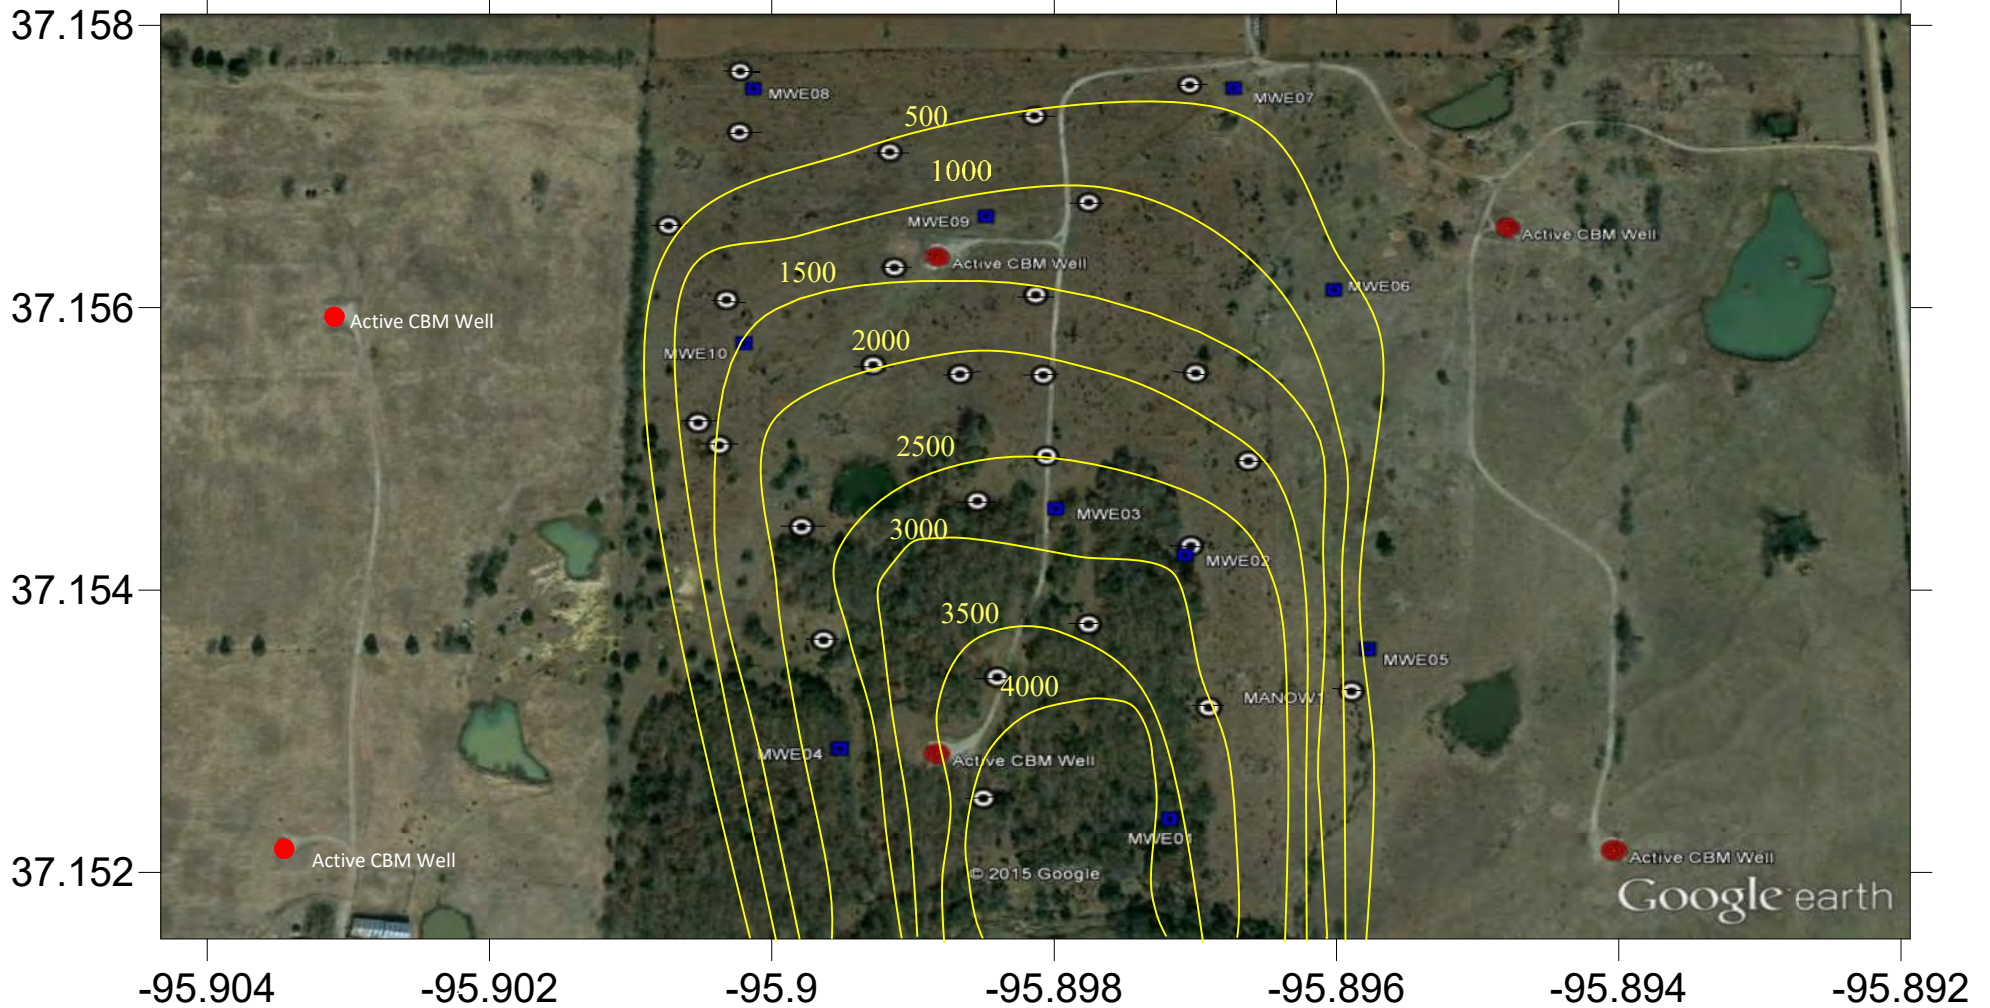 37.158
MWE08
MWE07
500
1000
MWE09
Active CBM Well
Active CBM Well
1500
MWE06
37.156
Active CBM Well
2000
MWE10
2500
MWE03
3000
MWE02
37.154
3500
MWE05
4000
MANOW1
MWE04
Active CBM Well
MWE01
Active CBM Well
Active CBM Well
37.152
© 2015 Google
Google earth
-95.904
-95.902
-95.9
-95.898
-95.896
-95.894
-95.892